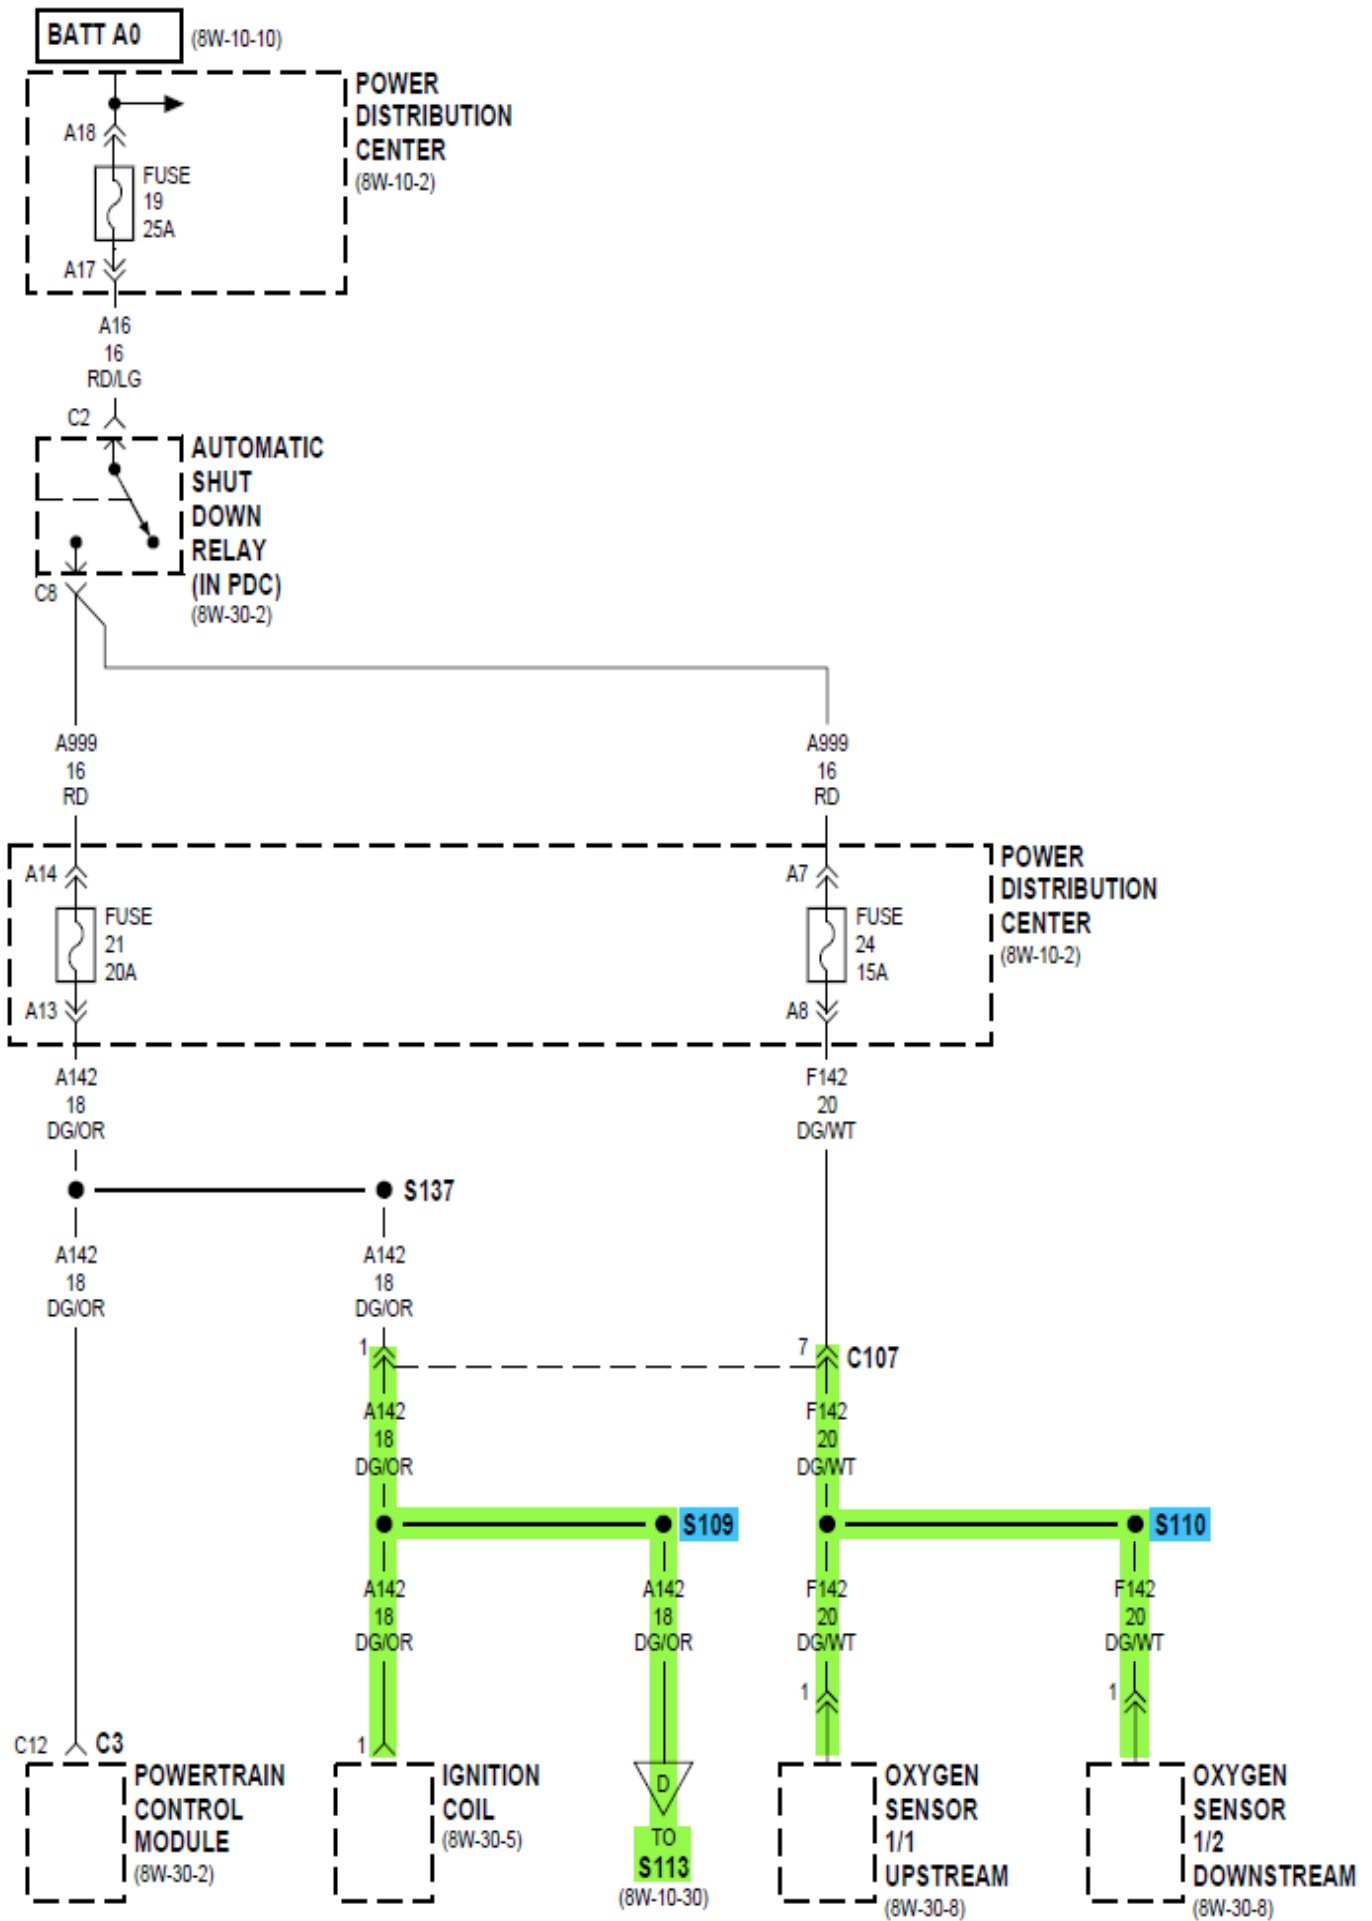 BATT A0 (8W-10-10)
POWER
DISTRIBUTION
CENTER
(8W-10-2)
A18
FUSE
19
25A
A17
A16
16
RD/LG
C2
AUTOMATIC
SHUT
DOWN
RELAY
(IN PDC)
(8W-30-2)
C8
A999
16
RD
A999
16
RD
POWER
DISTRIBUTION
CENTER
(8W-10-2)
A14
FUSE
21
20A
A13
A7
FUSE
24
15A
A8
A142
18
DG/OR
F142
20
DG/WT
S137
A142
18
DG/OR
A142
18
DG/OR
1
7 C107
A142
18
DG/OR
F142
20
DG/WT
S109
S110
A142
18
DG/OR
A142
18
DG/OR
F142
20
DG/WT
F142
20
DG/WT
1
1
C12 C3
1
POWERTRAIN
CONTROL
MODULE
(8W-30-2)
IGNITION
COIL
(8W-30-5)
D
TO
S113
(8W-10-30)
OXYGEN
SENSOR
1/1
UPSTREAM
(8W-30-8)
OXYGEN
SENSOR
1/2
DOWNSTREAM
(8W-30-8)